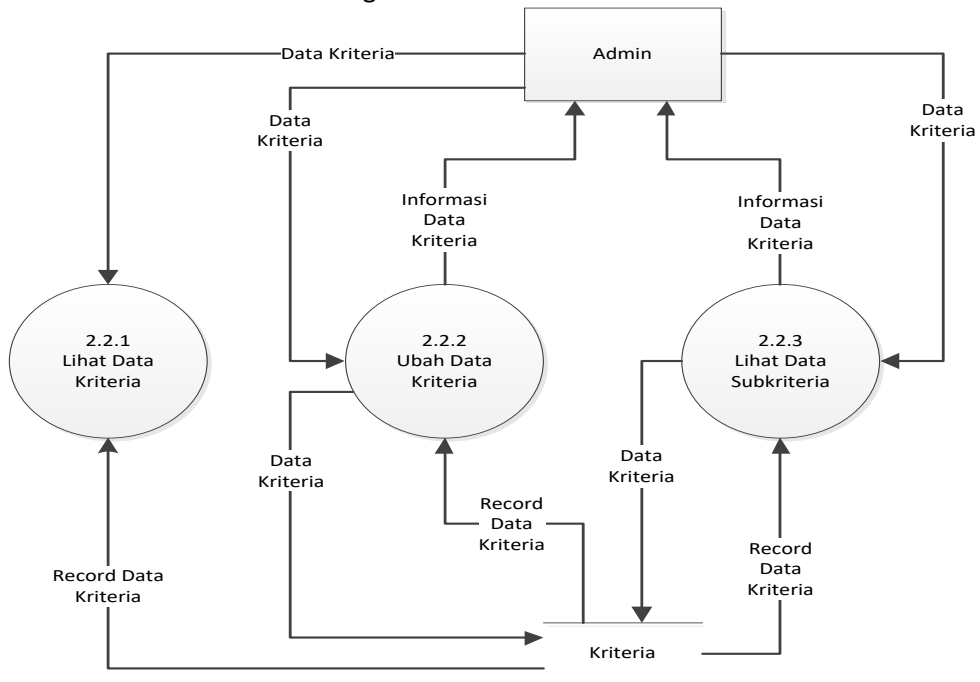 g
Admin
Data Kriteria
Data
Kriteria
Data
Kriteria
Informasi
Data
Kriteria
Informasi
Data
Kriteria
2.2.1
Lihat Data
Kriteria
2.2.2
Ubah Data
Kriteria
2.2.3
Lihat Data
Subkriteria
Data
Kriteria
Data
Kriteria
Record
Data
Kriteria
Record
Data
Kriteria
Record Data
Kriteria
Kriteria